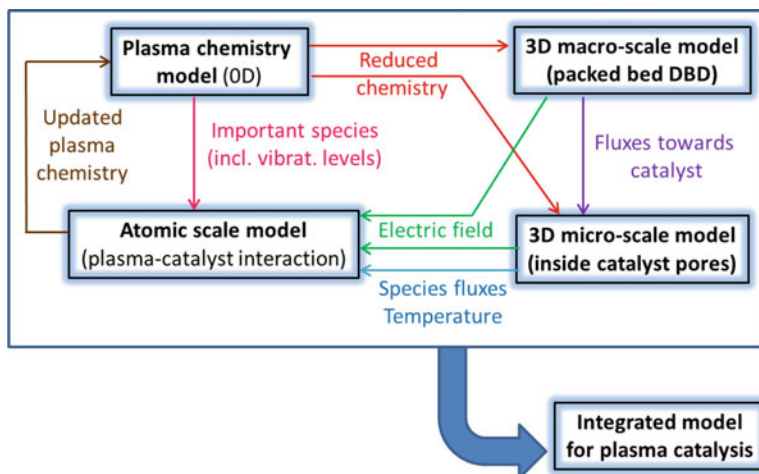 Plasma chemistry
model (0D)
Reduced
chemistry
3D macro-scale model
(packed bed DBD)
Updated
plasma
chemistry
Important species
(incl. vibrat. levels)
Fluxes towards
catalyst
Atomic scale model
(plasma-catalyst interaction)
Electric field
3D micro-scale model
(inside catalyst pores)
Species fluxes
Temperature
Integrated model
for plasma catalysis